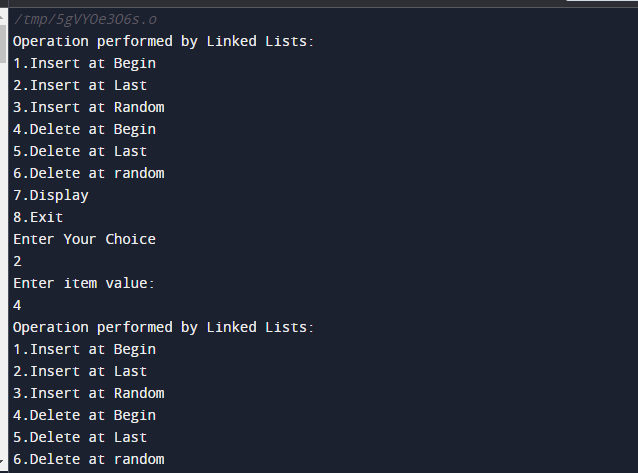 /tmp/5gVYOe3O6s.o
Operation performed by Linked Lists:
1.Insert at Begin
2.Insert at Last
3.Insert at Random
4.Delete at Begin
5.Delete at Last
6.Delete at random
7.Display
8.Exit
Enter Your Choice
2
Enter item value:
4
Operation performed by Linked Lists:
1.Insert at Begin
2.Insert at Last
3.Insert at Random
4.Delete at Begin
5.Delete at Last
6.Delete at random